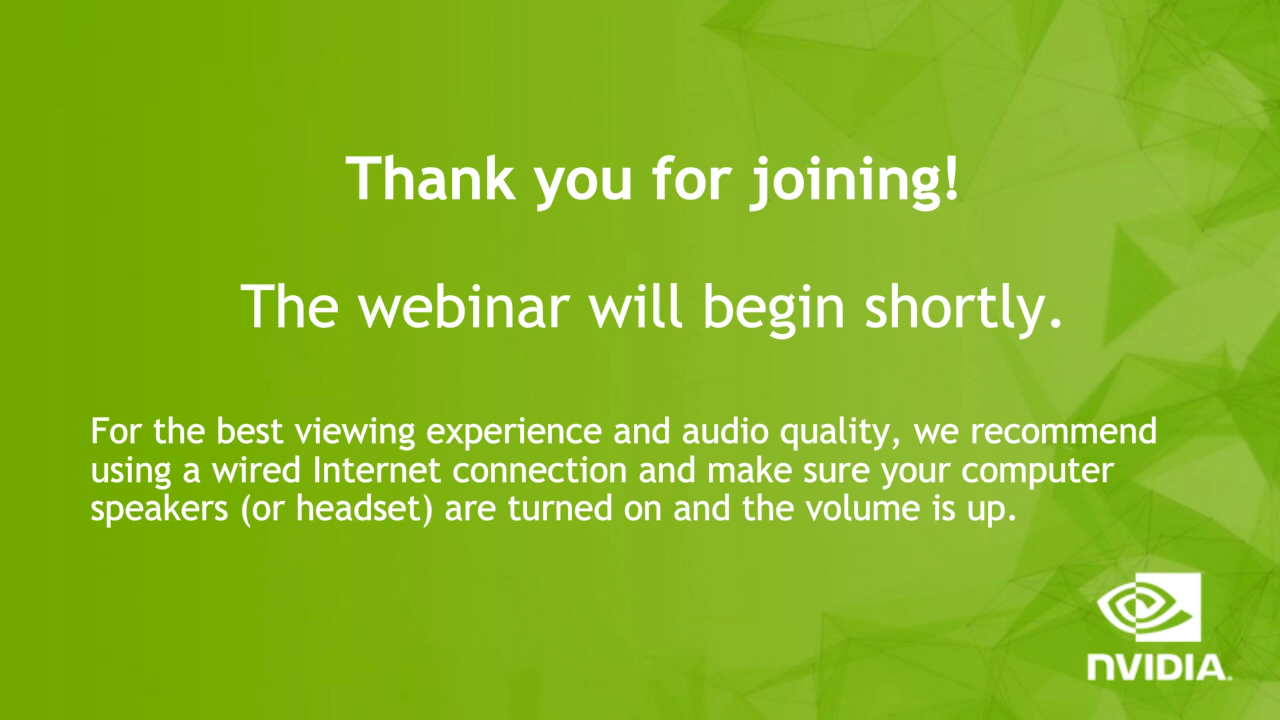 Thank you for joining!
The webinar will begin shortly.
For the best viewing experience and audio quality, we recommend
using a wired Internet connection and make sure your computer
speakers (or headset) are turned on and the volume is up.
NVIDIA.